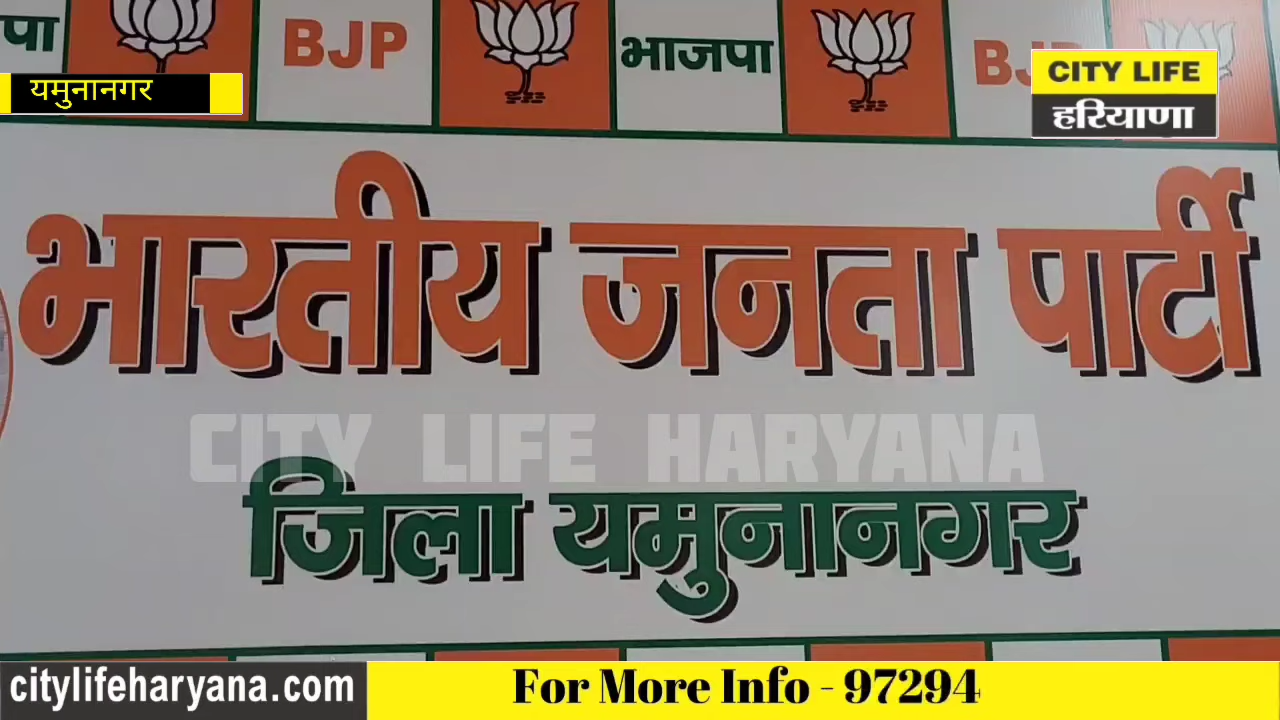 पा BJP भाजपा
यमुनानगर
CITY LIFE
हरियाणा
भारतीय जनता पार्टी
CITY LIFE HARYANA
जिला यमुनानगर
citylifeharyana.com
For More Info - 97294